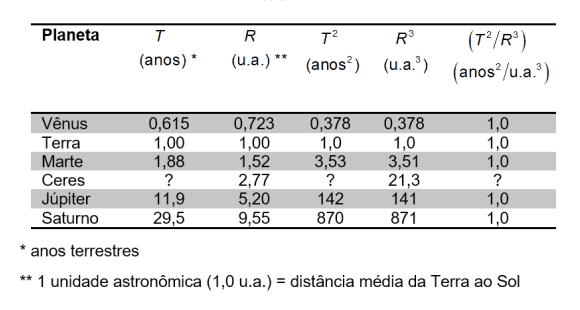 Planeta T R T² R³ (T²/R³)
(anos) * (u.a.) ** (anos²) (u.a.³) (anos²/u.a.³)
Vênus 0,615 0,723 0,378 0,378 1,0
Terra 1,00 1,00 1,0 1,0 1,0
Marte 1,88 1,52 3,53 3,51 1,0
Ceres ? 2,77 ? 21,3 ?
Júpiter 11,9 5,20 142 141 1,0
Saturno 29,5 9,55 870 871 1,0
* anos terrestres
** 1 unidade astronômica (1,0 u.a.) = distância média da Terra ao Sol